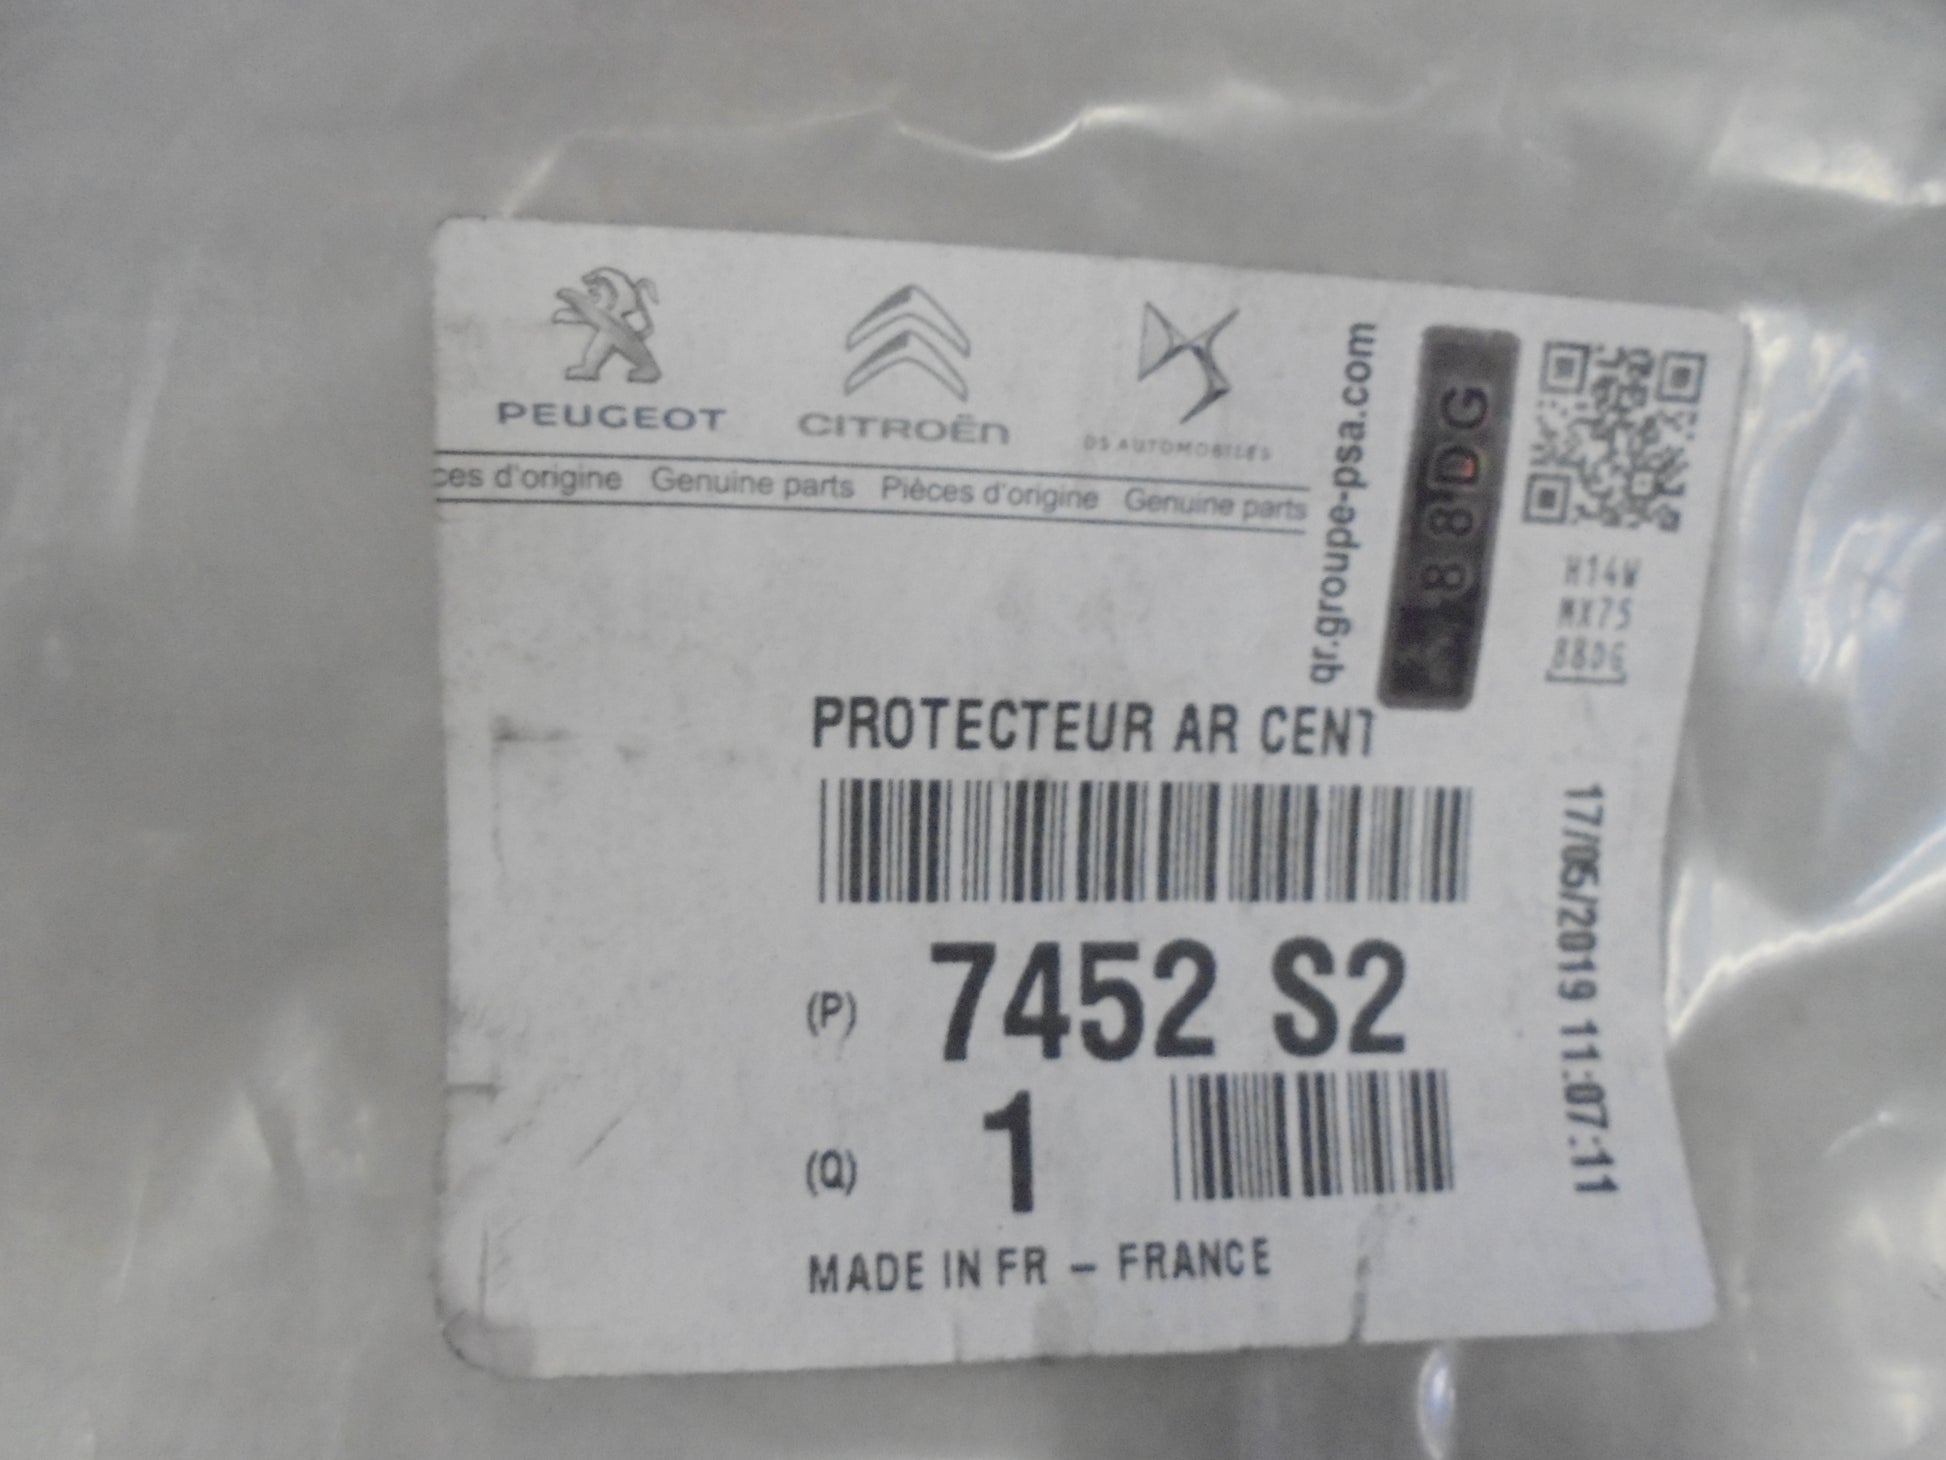 PEUGEOT
CITROËN
DS AUTOMOBILES
ces d'origine Genuine parts Pièces d'origine Genuine parts
qr.groupe-psa.com
88DG
H14W
MX75
88DG
PROTECTEUR AR CENT
(P) 7452 S2
(Q) 1
MADE IN FR - FRANCE
17/05/2019 11:07:11